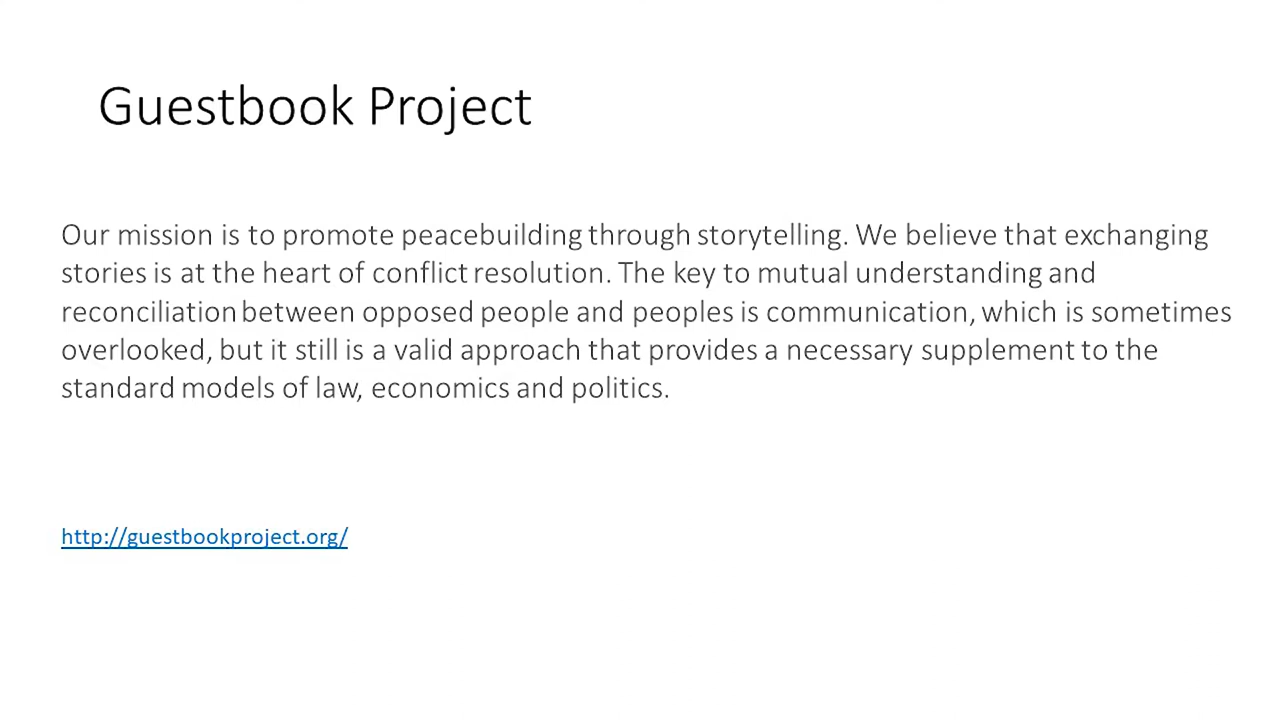 Guestbook Project
Our mission is to promote peacebuilding through storytelling. We believe that exchanging
stories is at the heart of conflict resolution. The key to mutual understanding and
reconciliation between opposed people and peoples is communication, which is sometimes
overlooked, but it still is a valid approach that provides a necessary supplement to the
standard models of law, economics and politics.
http://guestbookproject.org/